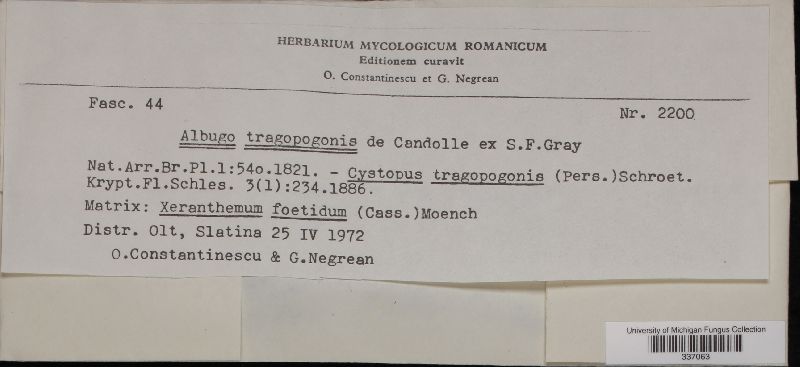 HERBARIUM MYCOLOGICUM ROMANICUM
Editionem curavit
O. Constantinescu et G. Negrean
Fasc. 44
Nr. 2200
Albugo tragopogonis de Candolle ex S.F.Gray
Nat.Arr.Br.Pl.1:54o.1821. - Cystopus tragopogonis (Pers.)Schroet.
Krypt.Fl.Schles. 3(1):234.1886.
Matrix: Xeranthemum foetidum (Cass.)Moench
Distr. Olt, Slatina 25 IV 1972
O.Constantinescu & G.Negrean
University of Michigan Fungus Collection
337063